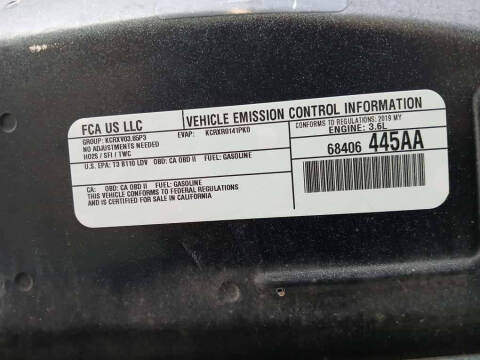 FCA US LLC
VEHICLE EMISSION CONTROL INFORMATION
GROUP: KCRXV03.65P3
EVAP: KCRXR0141PK0
NO ADJUSTMENTS NEEDED
HO2S / SFI / TWC
CONFORMS TO REGULATIONS: 2019 MY
ENGINE: 3.6L
U.S. EPA: T3 B110 LDV OBD: CA OBD II FUEL: GASOLINE
68406 445AA
CA: OBD: CA OBD II FUEL: GASOLINE
THIS VEHICLE CONFORMS TO FEDERAL REGULATIONS
AND IS CERTIFIED FOR SALE IN CALIFORNIA